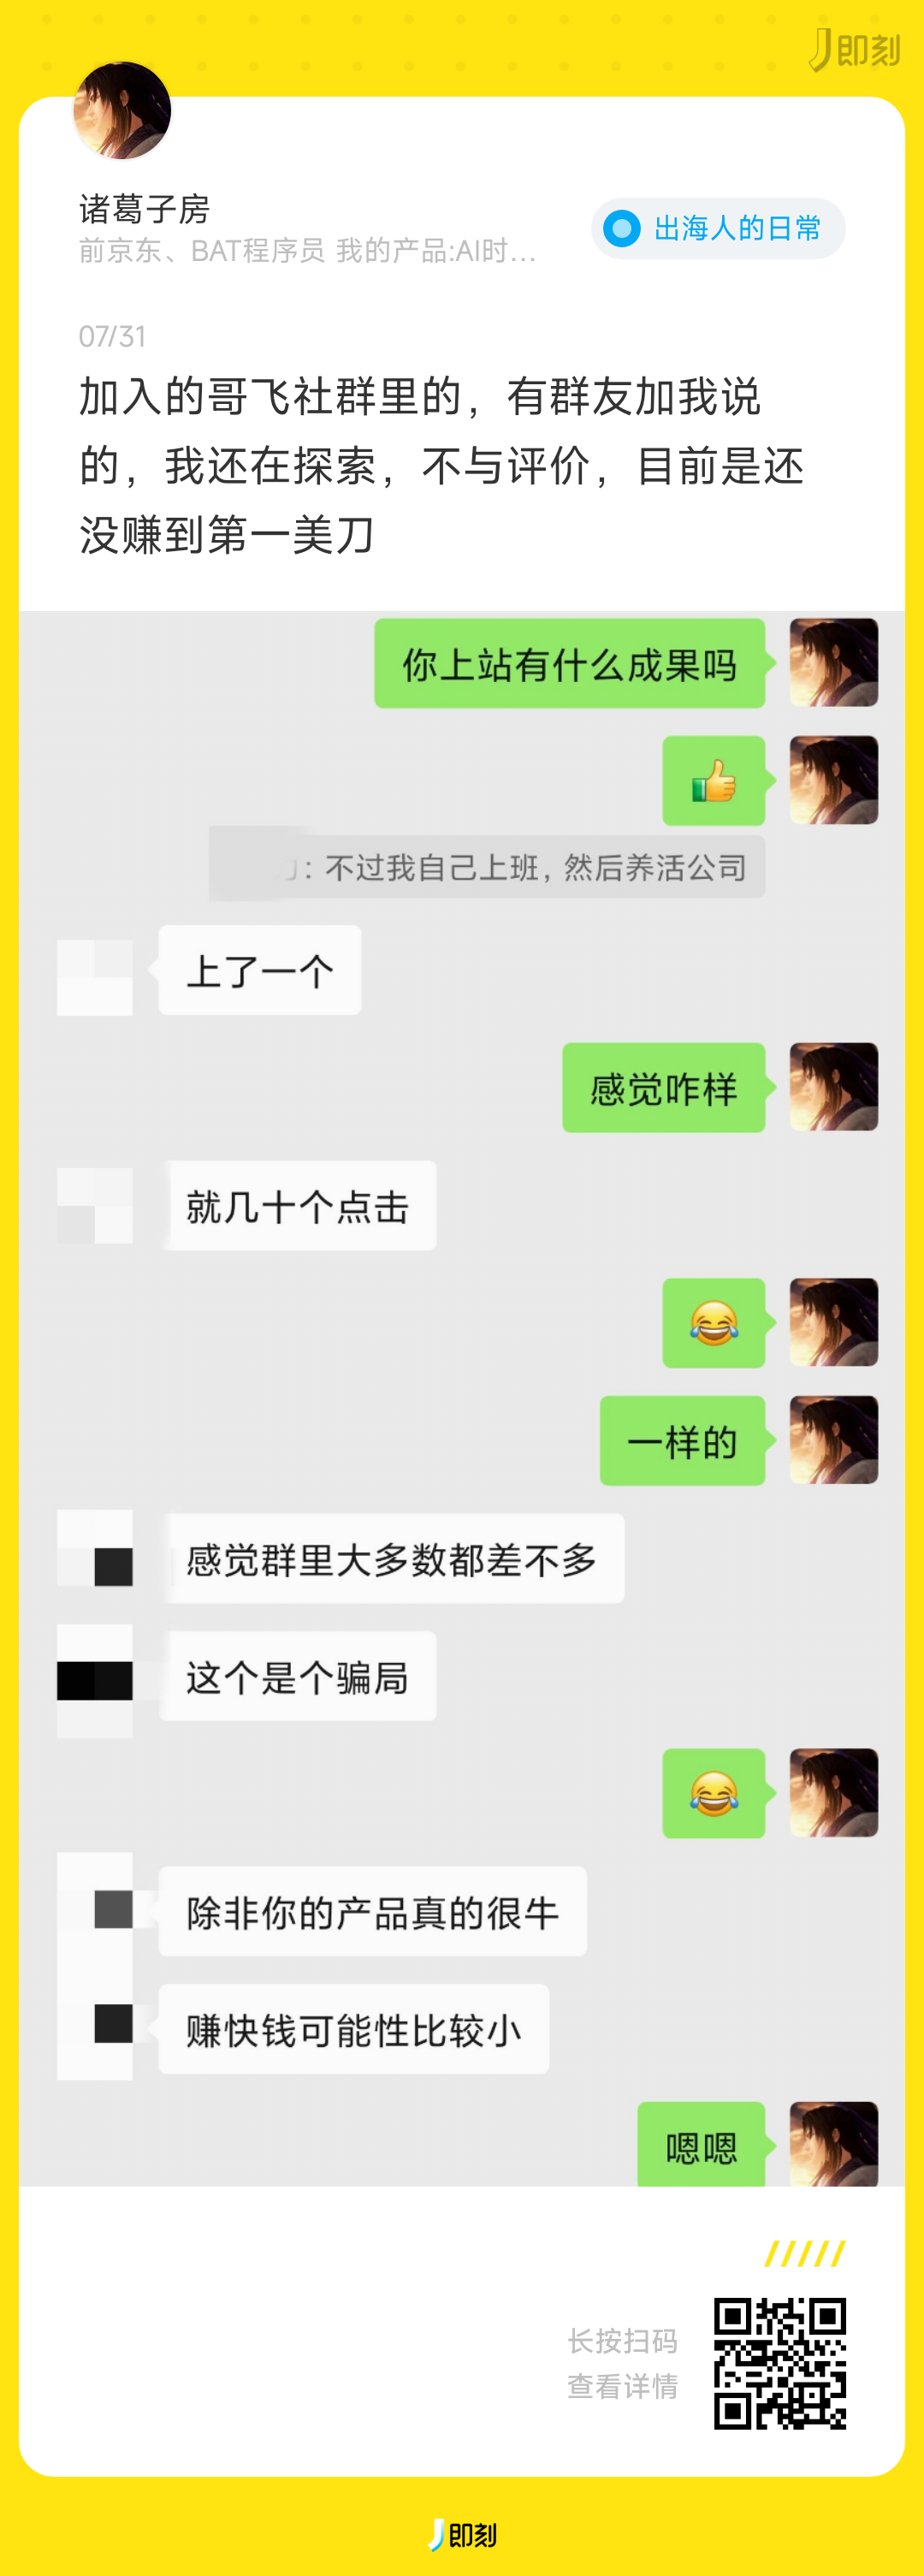 即刻
诸葛子房
前京东、BAT程序员 我的产品:AI时...
出海人的日常
07/31
加入的哥飞社群里的，有群友加我说
的，我还在探索，不与评价，目前是还
没赚到第一美刀
你上站有什么成果吗
👍
：不过我自己上班，然后养活公司
上了一个
感觉咋样
就几十个点击
😂
一样的
感觉群里大多数都差不多
这个是个骗局
😂
除非你的产品真的很牛
赚快钱可能性比较小
嗯嗯
长按扫码
查看详情
即刻